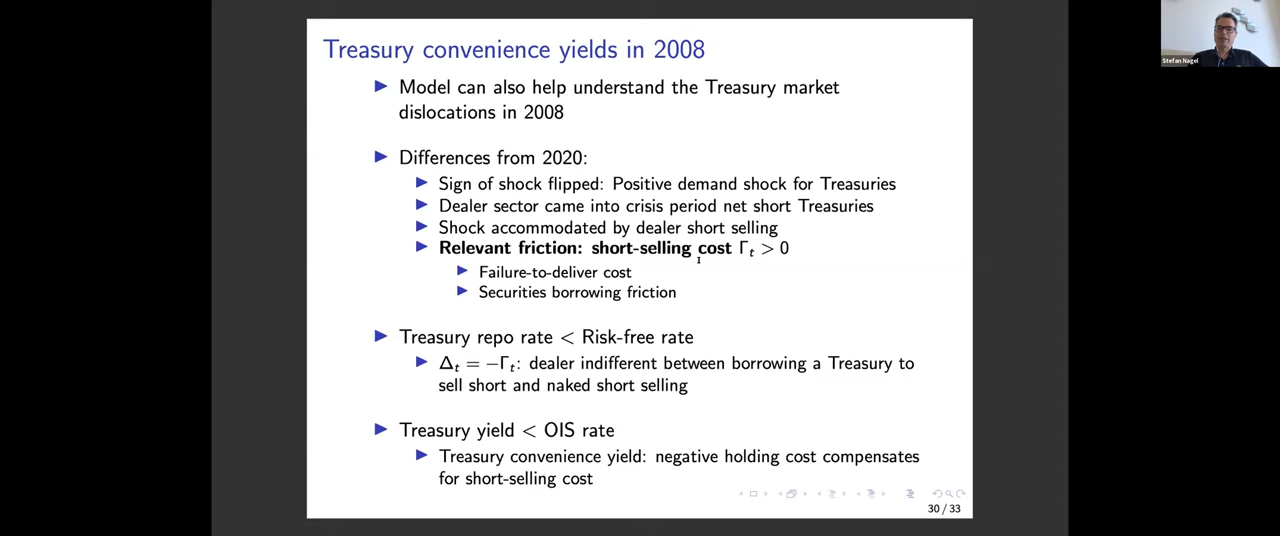 Treasury convenience yields in 2008
Model can also help understand the Treasury market
dislocations in 2008
Differences from 2020:
Sign of shock flipped: Positive demand shock for Treasuries
Dealer sector came into crisis period net short Treasuries
Shock accommodated by dealer short selling
Relevant friction: short-selling cost Γₜ > 0
Failure-to-deliver cost
Securities borrowing friction
Treasury repo rate < Risk-free rate
Δₜ = −Γₜ: dealer indifferent between borrowing a Treasury to
sell short and naked short selling
Treasury yield < OIS rate
Treasury convenience yield: negative holding cost compensates
for short-selling cost
30 / 33
Stefan Nagel